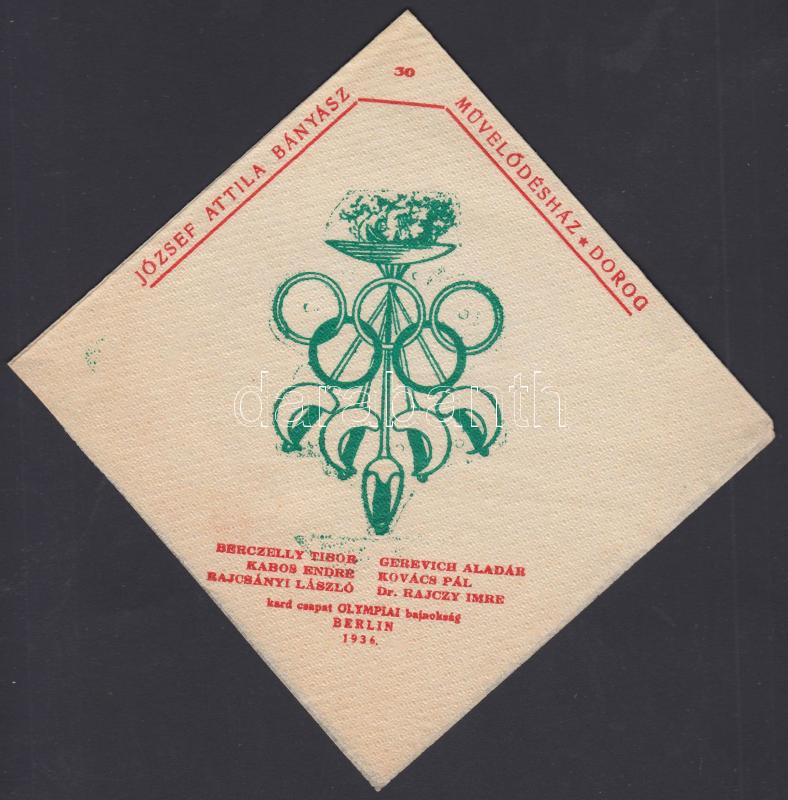 30
JÓZSEF ATTILA BÁNYÁSZ
MŰVELŐDÉSHÁZ ★ DOROG
darabanth
BERCZELLY TIBOR GEREVICH ALADÁR
KABOS ENDRE KOVÁCS PÁL
RAJCSÁNYI LÁSZLÓ Dr. RAJCZY IMRE
kard csapat OLYMPIAI bajnokság
BERLIN
1936.